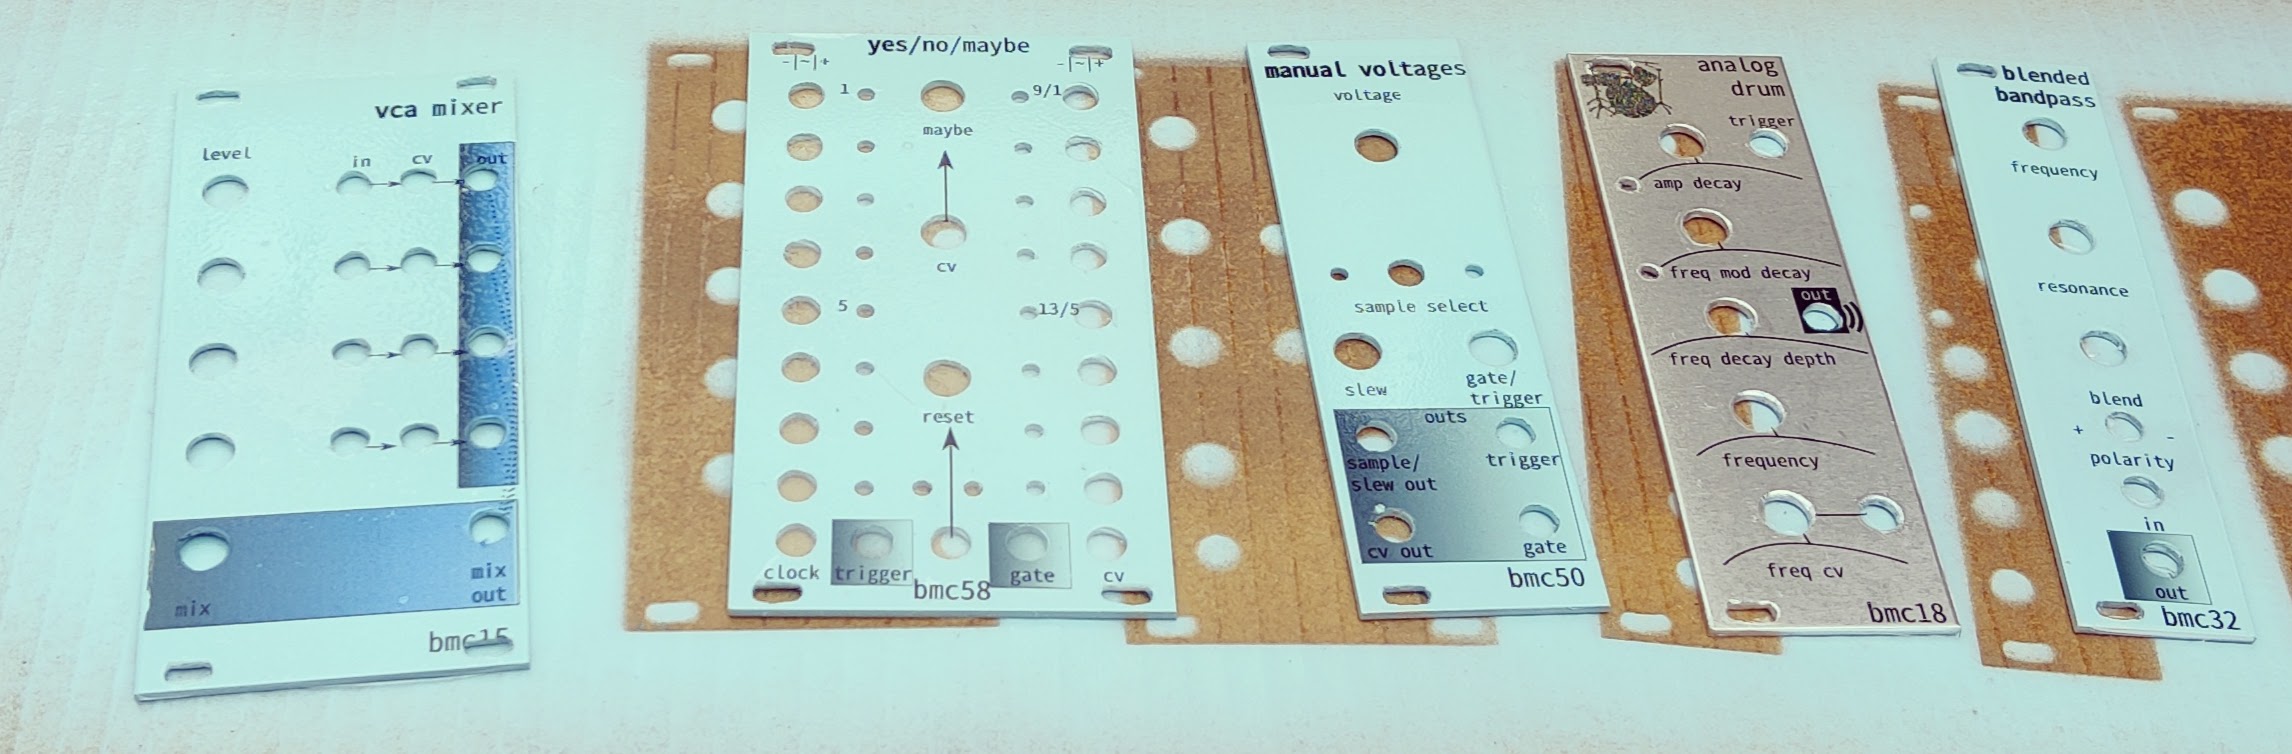 vca mixer
level
in
cv
out
mix
mix
out
bmc15
yes/no/maybe
-|~|+
-|~|+
1
9/1
maybe
cv
5
13/5
reset
clock
trigger
gate
cv
bmc58
manual voltages
voltage
sample select
slew
gate/
trigger
outs
sample/
slew out
trigger
cv out
gate
bmc50
analog
drum
trigger
amp decay
freq mod decay
out
freq decay depth
frequency
freq cv
bmc18
blended
bandpass
frequency
resonance
blend
+ -
polarity
in
out
bmc32